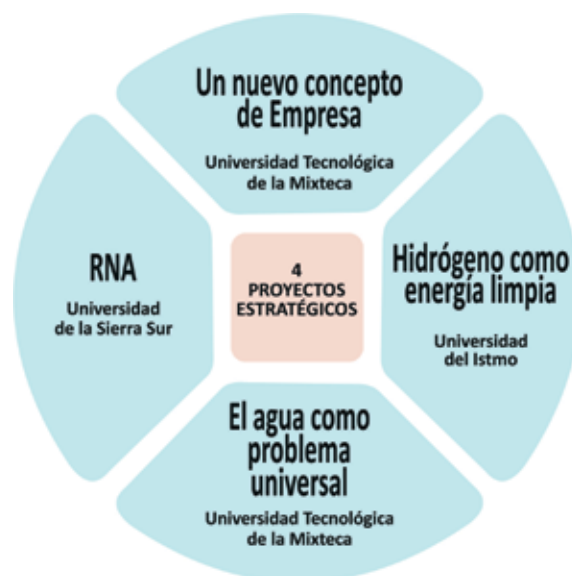 Un nuevo concepto
de Empresa
Universidad Tecnológica
de la Mixteca
RNA
Universidad
de la Sierra Sur
4
PROYECTOS
ESTRATÉGICOS
Hidrógeno como
energía limpia
Universidad
del Istmo
El agua como
problema
universal
Universidad Tecnológica
de la Mixteca